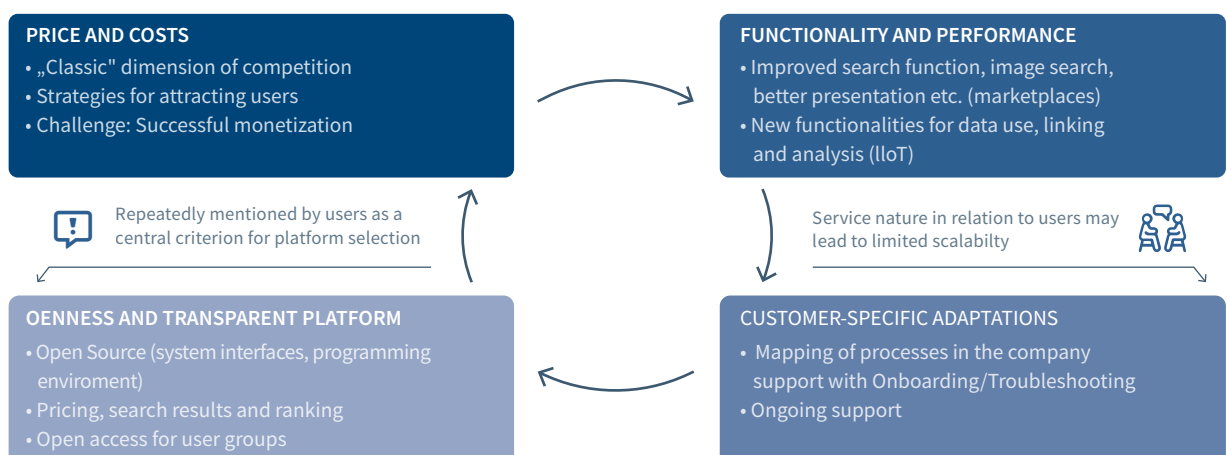 PRICE AND COSTS
• „Classic" dimension of competition
• Strategies for attracting users
• Challenge: Successful monetization
FUNCTIONALITY AND PERFORMANCE
• Improved search function, image search,
better presentation etc. (marketplaces)
• New functionalities for data use, linking
and analysis (lloT)
Repeatedly mentioned by users as a
central criterion for platform selection
Service nature in relation to users may
lead to limited scalabilty
OENNESS AND TRANSPARENT PLATFORM
• Open Source (system interfaces, programming
enviroment)
• Pricing, search results and ranking
• Open access for user groups
CUSTOMER-SPECIFIC ADAPTATIONS
• Mapping of processes in the company
support with Onboarding/Troubleshooting
• Ongoing support